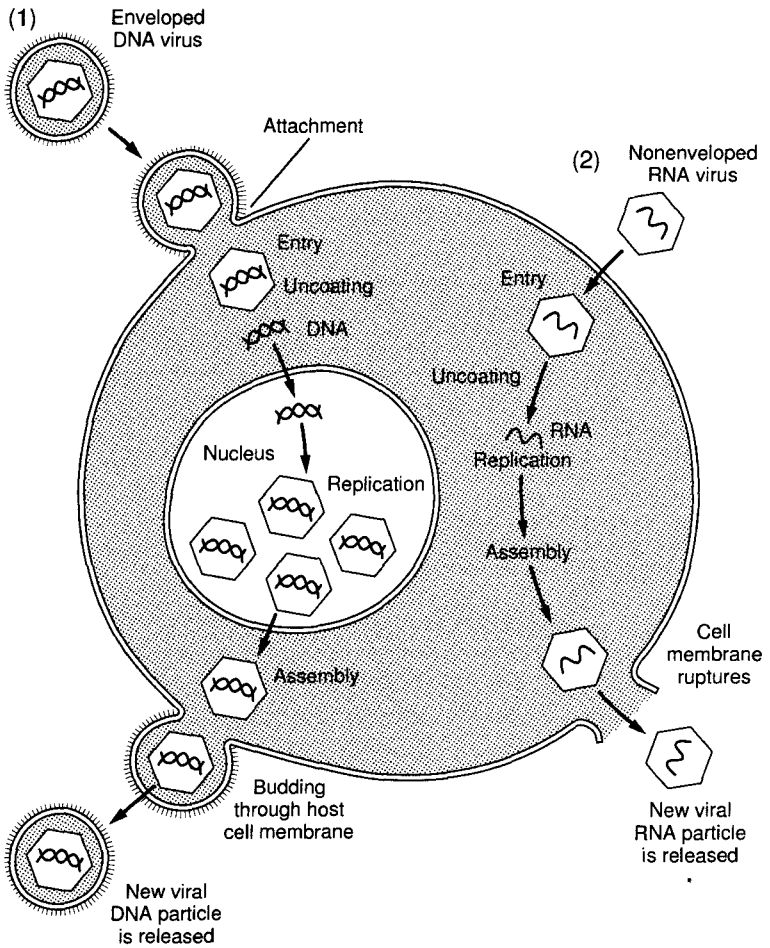 (1)
Enveloped
DNA virus
Attachment
(2)
Nonenveloped
RNA virus
Entry
Uncoating
DNA
Entry
Uncoating
RNA
Replication
Nucleus
Replication
Assembly
Assembly
Cell
membrane
ruptures
Budding
through host
cell membrane
New viral
RNA particle
is released
New viral
DNA particle
is released